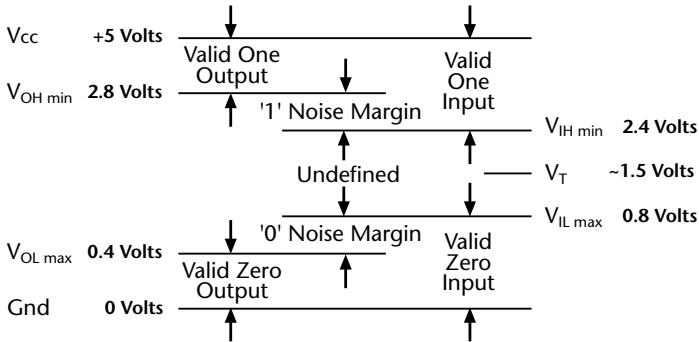 Vcc +5 Volts
Valid One
Output
Valid
One
Input
VOH min 2.8 Volts
'1' Noise Margin
VIH min 2.4 Volts
Undefined
VT ~1.5 Volts
VIL max 0.8 Volts
'0' Noise Margin
VOL max 0.4 Volts
Valid Zero
Output
Valid
Zero
Input
Gnd 0 Volts